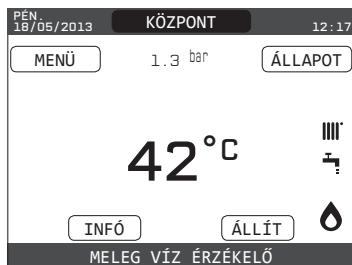 PÉN.
18/05/2013 KÖZPONT 12:17
MENÜ 1.3 bar ÁLLAPOT
42°C
INFÓ ÁLLÍT
MELEG VÍZ ÉRZÉKELŐ